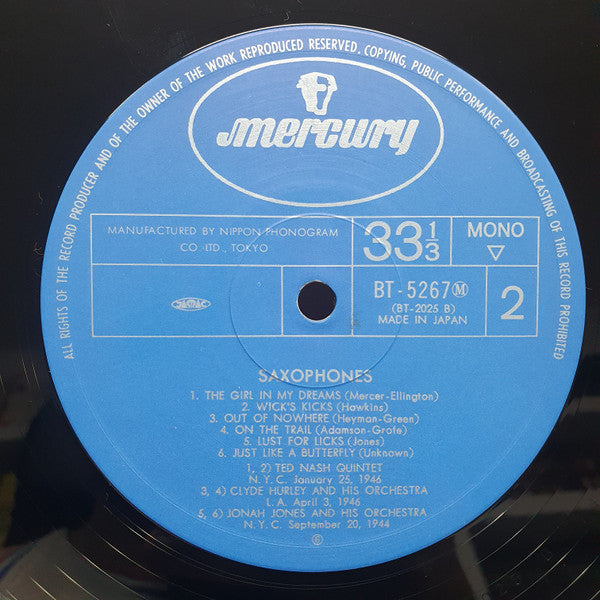 ALL RIGHTS OF THE RECORD PRODUCER AND OF THE OWNER OF THE WORK REPRODUCED RESERVED. COPYING, PUBLIC PERFORMANCE AND BROADCASTING OF THIS RECORD PROHIBITED
mercury
MANUFACTURED BY NIPPON PHONOGRAM
CO. LTD., TOKYO
33 1/3
MONO
▽
BT-5267 Ⓜ
(BT-2025 B)
MADE IN JAPAN
2
SAXOPHONES
1. THE GIRL IN MY DREAMS (Mercer-Ellington)
2. WICK'S KICKS (Hawkins)
3. OUT OF NOWHERE (Heyman-Green)
4. ON THE TRAIL (Adamson-Grofe)
5. LUST FOR LICKS (Jones)
6. JUST LIKE A BUTTERFLY (Unknown)
1, 2) TED NASH QUINTET
N.Y.C. January 25, 1946
3, 4) CLYDE HURLEY AND HIS ORCHESTRA
L.A. April 3, 1946
5, 6) JONAH JONES AND HIS ORCHESTRA
N.Y.C. September 20, 1944